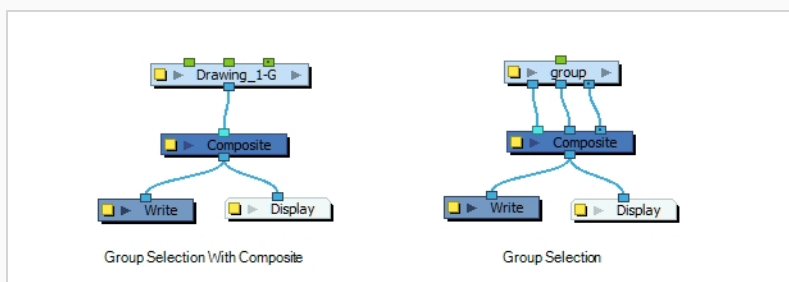 Drawing_1-G
Composite
Write
Display
Group Selection With Composite
group
Composite
Write
Display
Group Selection